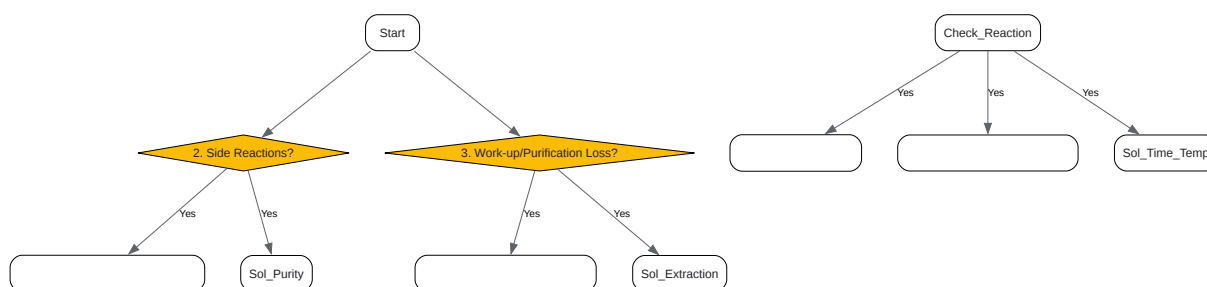 Start
Check_Reaction
Yes
Yes
Yes
2. Side Reactions?
3. Work-up/Purification Loss?
Sol_Time_Temp
Yes
Yes
Yes
Yes
Sol_Purity
Sol_Extraction